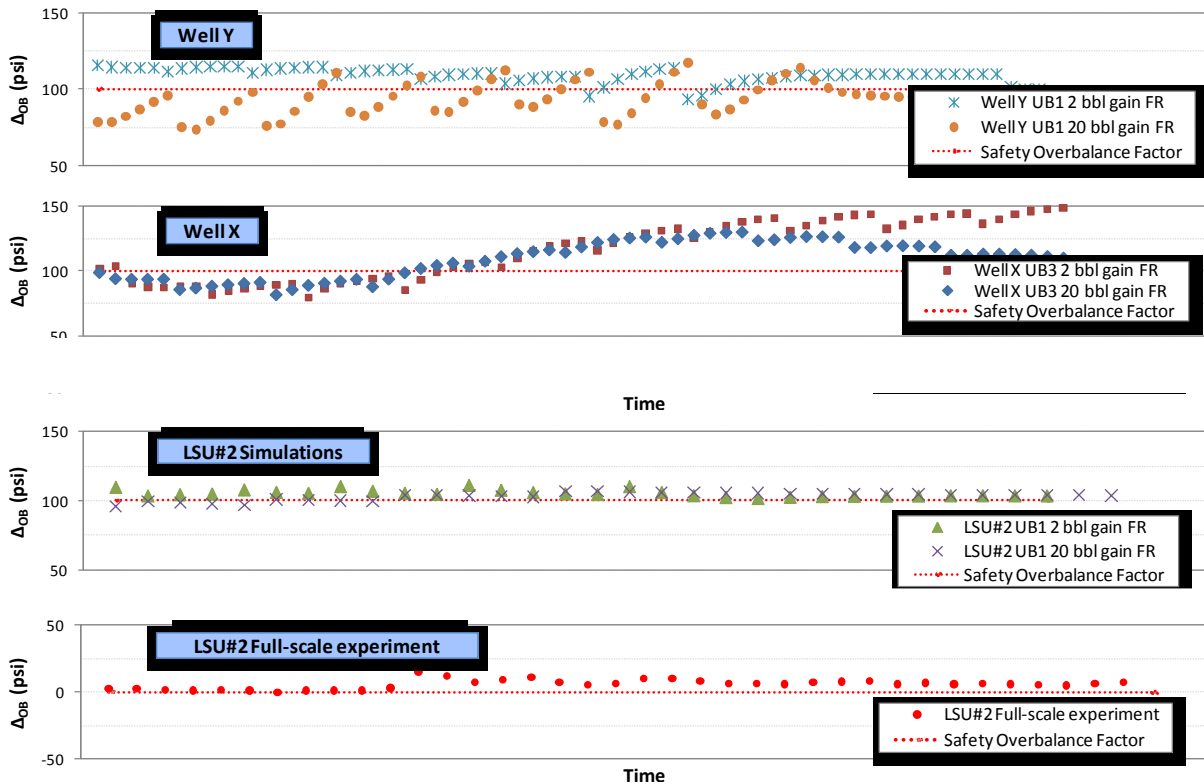 150
Well Y
Δ_OB (psi)
100
50
Well Y UB1 2 bbl gain FR
Well Y UB1 20 bbl gain FR
Safety Overbalance Factor
150
Well X
Δ_OB (psi)
100
50
Well X UB3 2 bbl gain FR
Well X UB3 20 bbl gain FR
Safety Overbalance Factor
Time
150
LSU#2 Simulations
Δ_OB (psi)
100
50
LSU#2 UB1 2 bbl gain FR
LSU#2 UB1 20 bbl gain FR
Safety Overbalance Factor
50
LSU#2 Full-scale experiment
Δ_OB (psi)
0
-50
LSU#2 Full-scale experiment
Safety Overbalance Factor
Time